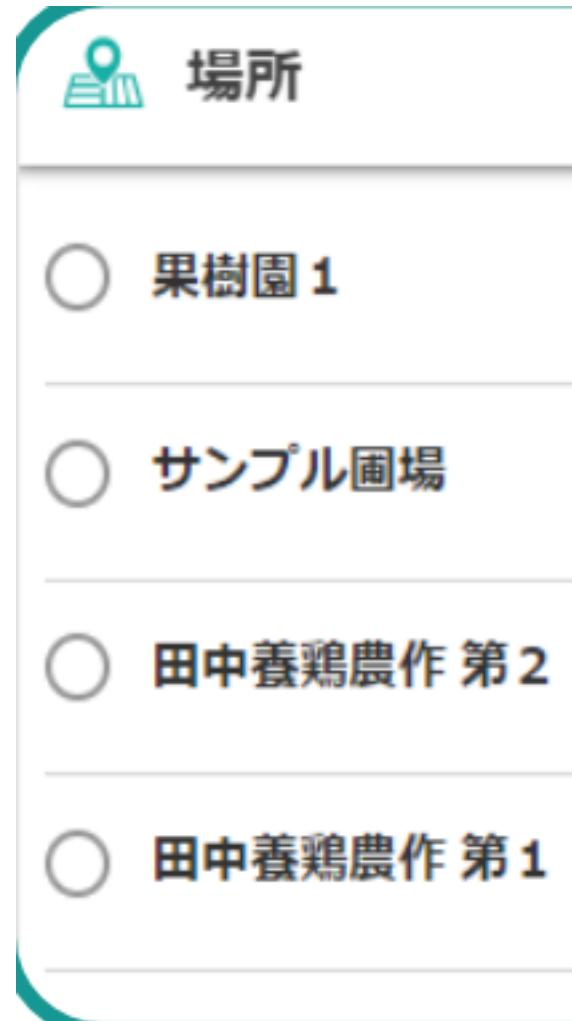 場所
果樹園１
サンプル圃場
田中養鶏農作 第２
田中養鶏農作 第１